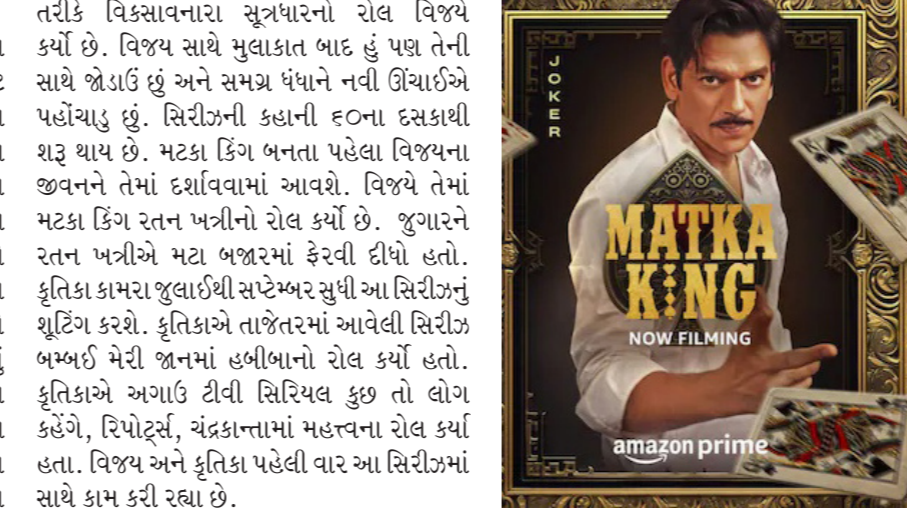 તરીકે વિકસાવનારા સૂત્રધારનો રોલ વિજયે
કર્યો છે. વિજય સાથે મુલાકાત બાદ હું પણ તેની
સાથે જોડાઉં છું અને સમગ્ર ધંધાને નવી ઊંચાઈએ
પહોંચાડુ છું. સિરીઝની કહાની ૬૦ના દસકાથી
શરૂ થાય છે. મટકા કિંગ બનતા પહેલા વિજયના
જીવનને તેમાં દર્શાવવામાં આવશે. વિજયે તેમાં
મટકા કિંગ રતન ખત્રીનો રોલ કર્યો છે. જુગારને
રતન ખત્રીએ મટા બજારમાં ફેરવી દીધો હતો.
કૃતિકા કામરા જુલાઈથી સપ્ટેમ્બર સુધી આ સિરીઝનું
શૂટિંગ કરશે. કૃતિકાએ તાજેતરમાં આવેલી સિરીઝ
બમ્બઈ મેરી જાનમાં હબીબાનો રોલ કર્યો હતો.
કૃતિકાએ અગાઉ ટીવી સિરિયલ કુછ તો લોગ
કહેંગે, રિપોર્ટ્સ, ચંદ્રકાન્તામાં મહત્ત્વના રોલ કર્યા
હતા. વિજય અને કૃતિકા પહેલી વાર આ સિરીઝમાં
સાથે કામ કરી રહ્યા છે.
JOKER
K
MATKA
KING
NOW FILMING
amazon prime